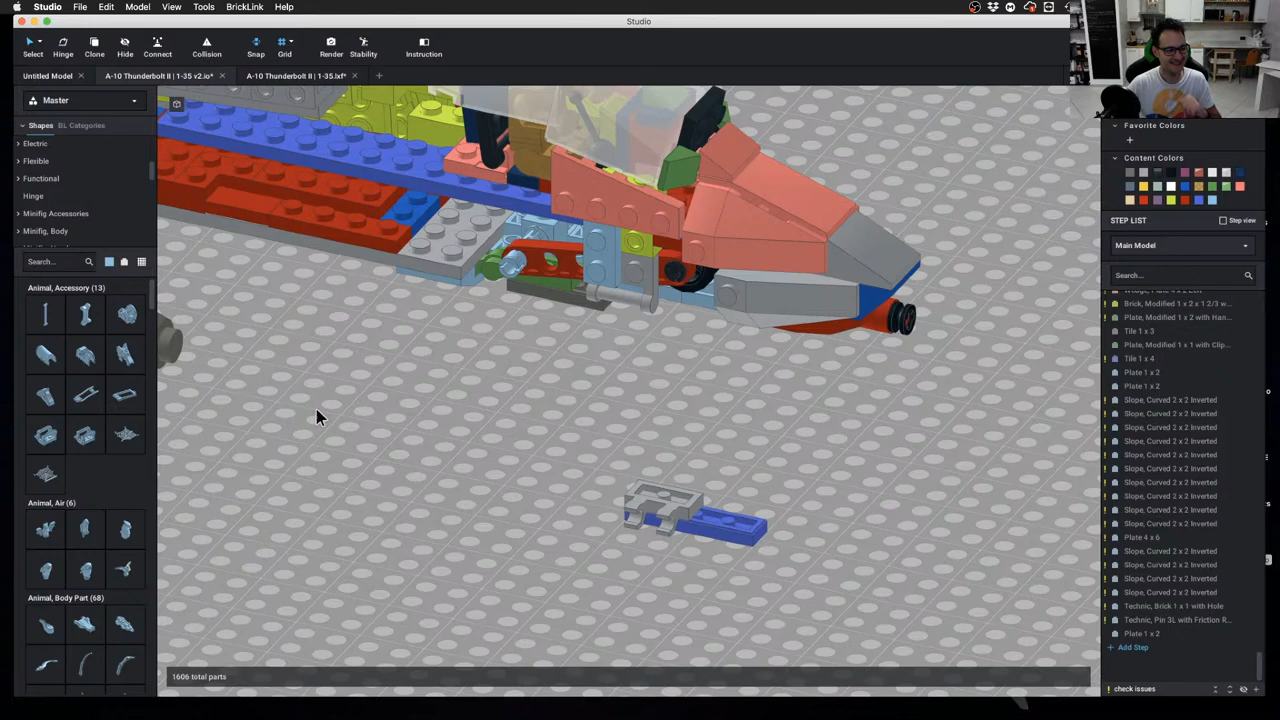 Studio File Edit Model View Tools BrickLink Help
Studio
Select Hinge Clone Hide Connect Collision Snap Grid Render Stability Instruction
Untitled Model A-10 Thunderbolt II | 1-35 v2.io* A-10 Thunderbolt II | 1-35.lxf*
Master
Shapes BL Categories
Electric
Flexible
Functional
Hinge
Minifig Accessories
Minifig, Body
Search...
Animal, Accessory (13)
Animal, Air (6)
Animal, Body Part (68)
1606 total parts
Favorite Colors
Content Colors
STEP LIST Step view
Main Model
Search...
Brick, Modified 1 x 2 x 1 2/3 w...
Plate, Modified 1 x 2 with Han...
Tile 1 x 3
Plate, Modified 1 x 1 with Clip...
Tile 1 x 4
Plate 1 x 2
Plate 1 x 2
Slope, Curved 2 x 2 Inverted
Slope, Curved 2 x 2 Inverted
Slope, Curved 2 x 2 Inverted
Slope, Curved 2 x 2 Inverted
Slope, Curved 2 x 2 Inverted
Slope, Curved 2 x 2 Inverted
Slope, Curved 2 x 2 Inverted
Slope, Curved 2 x 2 Inverted
Slope, Curved 2 x 2 Inverted
Slope, Curved 2 x 2 Inverted
Plate 4 x 6
Slope, Curved 2 x 2 Inverted
Slope, Curved 2 x 2 Inverted
Slope, Curved 2 x 2 Inverted
Slope, Curved 2 x 2 Inverted
Technic, Brick 1 x 1 with Hole
Technic, Pin 3L with Friction R...
Plate 1 x 2
Add Step
check issues